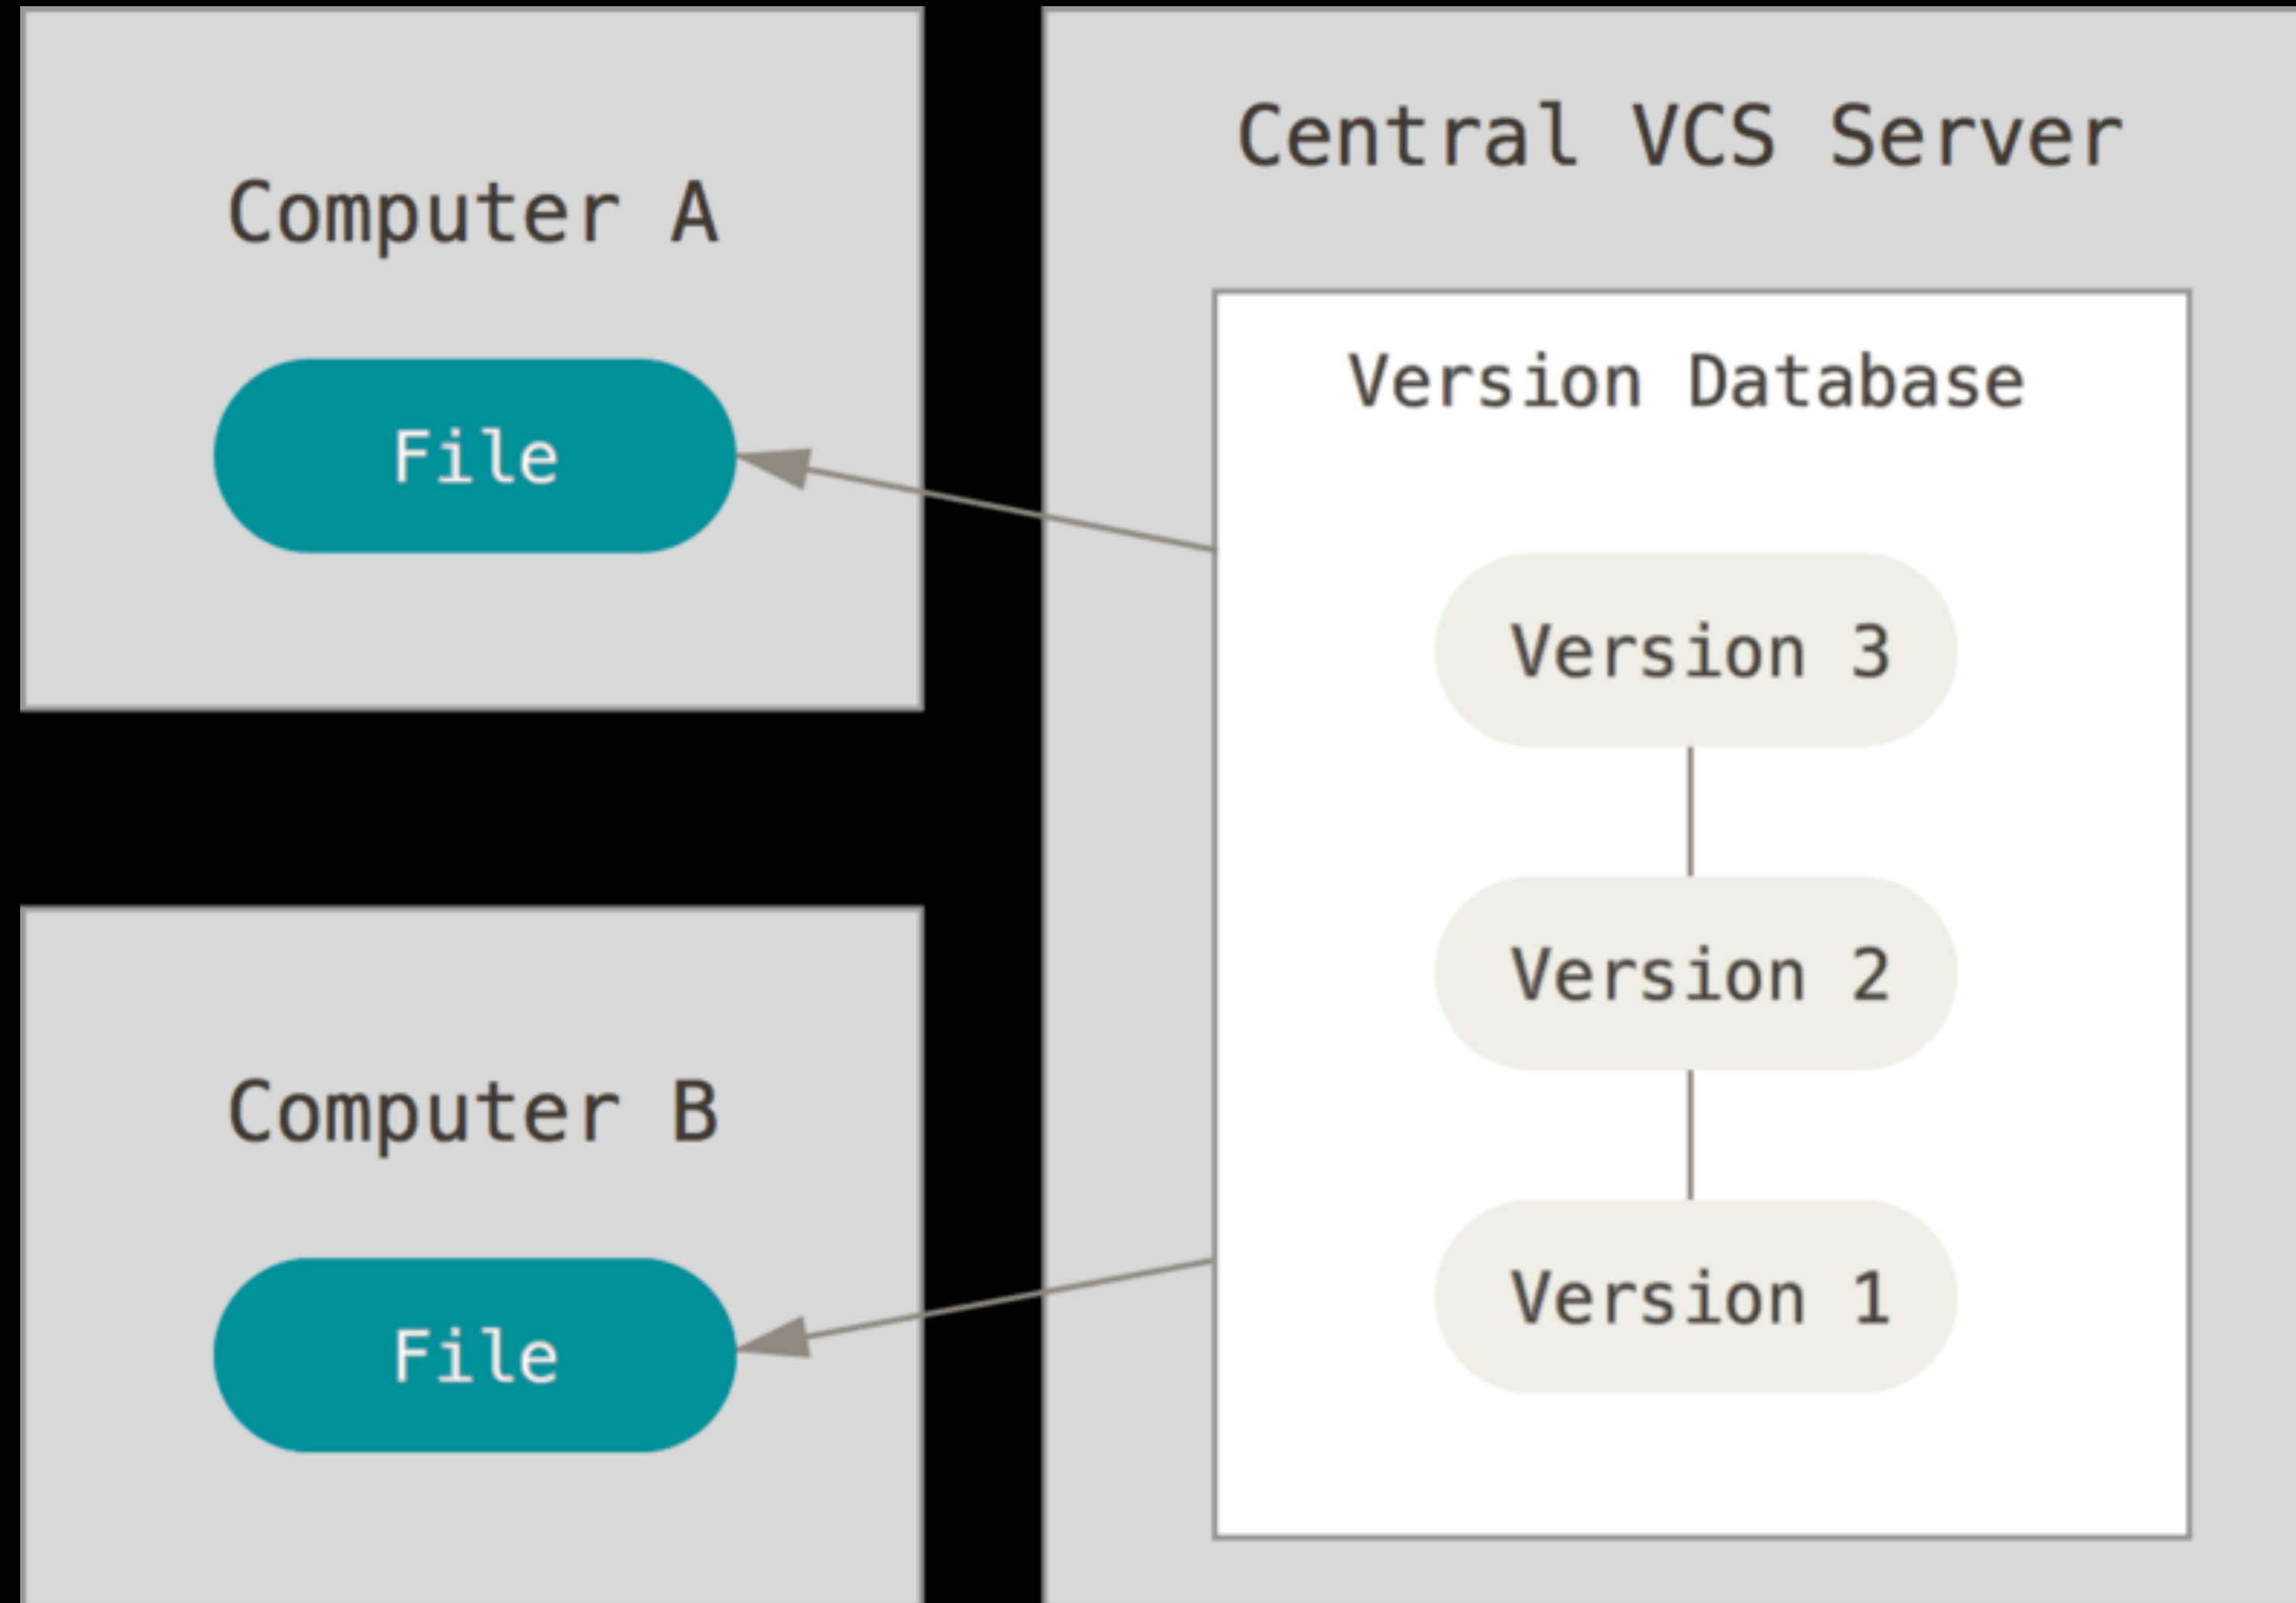 Computer A
File
Computer B
File
Central VCS Server
Version Database
Version 3
Version 2
Version 1